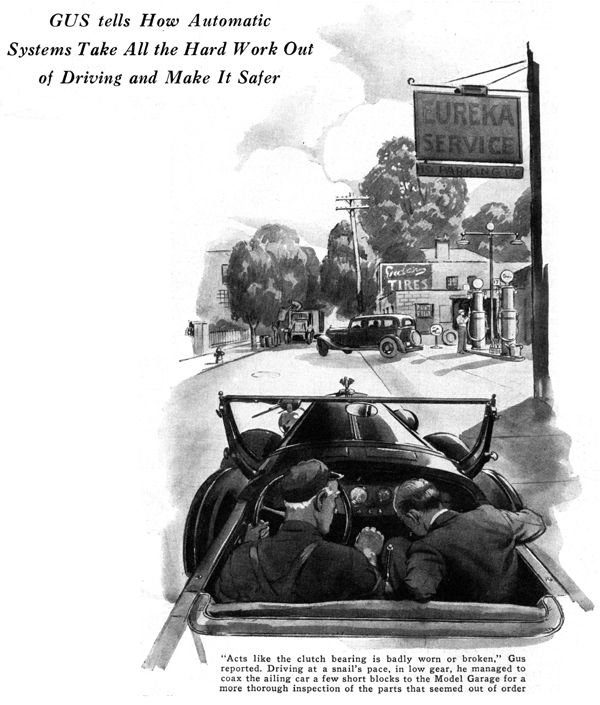 GUS tells How Automatic
Systems Take All the Hard Work Out
of Driving and Make It Safer
EUREKA
SERVICE
PARKING
TIRES
"Acts like the clutch bearing is badly worn or broken," Gus
reported. Driving at a snail's pace, in low gear, he managed to
coax the ailing car a few short blocks to the Model Garage for a
more thorough inspection of the parts that seemed out of order